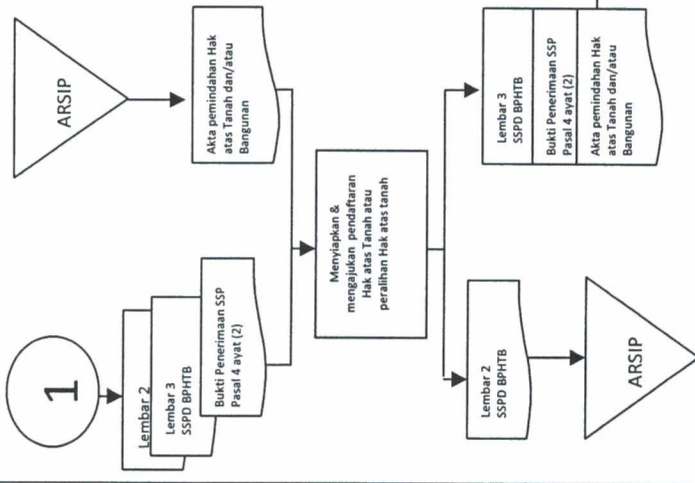 1
Lembar 2
Lembar 3
SSPD BPHTB
Bukti Penerimaan SSP
Pasal 4 ayat (2)
ARSIP
Akta pemindahan Hak
atas Tanah dan/atau
Bangunan
Menyiapkan &
mengajukan pendaftaran
Hak atas Tanah atau
peralihan Hak atas tanah
Lembar 2
SSPD BPHTB
ARSIP
Lembar 3
SSPD BPHTB
Bukti Penerimaan SSP
Pasal 4 ayat (2)
Akta pemindahan Hak
atas Tanah dan/atau
Bangunan